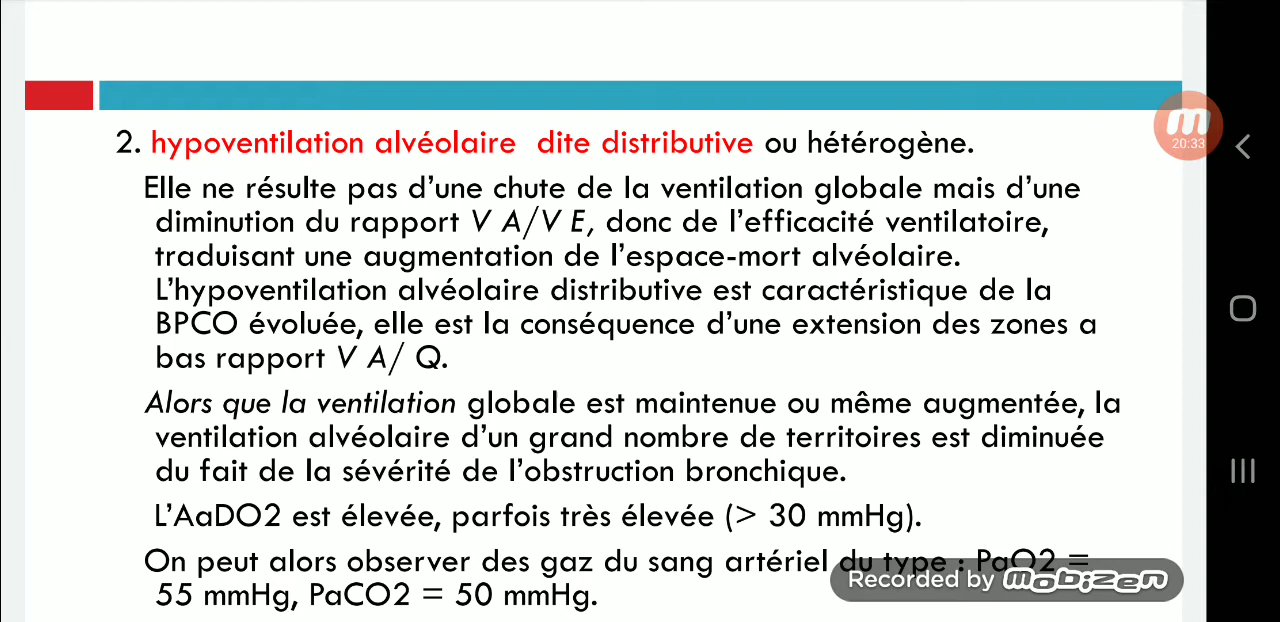 20:33
2. hypoventilation alvéolaire dite distributive ou hétérogène.
Elle ne résulte pas d’une chute de la ventilation globale mais d’une
diminution du rapport V A/V E, donc de l’efficacité ventilatoire,
traduisant une augmentation de l’espace-mort alvéolaire.
L’hypoventilation alvéolaire distributive est caractéristique de la
BPCO évoluée, elle est la conséquence d’une extension des zones a
bas rapport V A/ Q.
Alors que la ventilation globale est maintenue ou même augmentée, la
ventilation alvéolaire d’un grand nombre de territoires est diminuée
du fait de la sévérité de l’obstruction bronchique.
L’AaDO2 est élevée, parfois très élevée (> 30 mmHg).
On peut alors observer des gaz du sang artériel du type : PaO2 =
55 mmHg, PaCO2 = 50 mmHg.
Recorded by mobizen